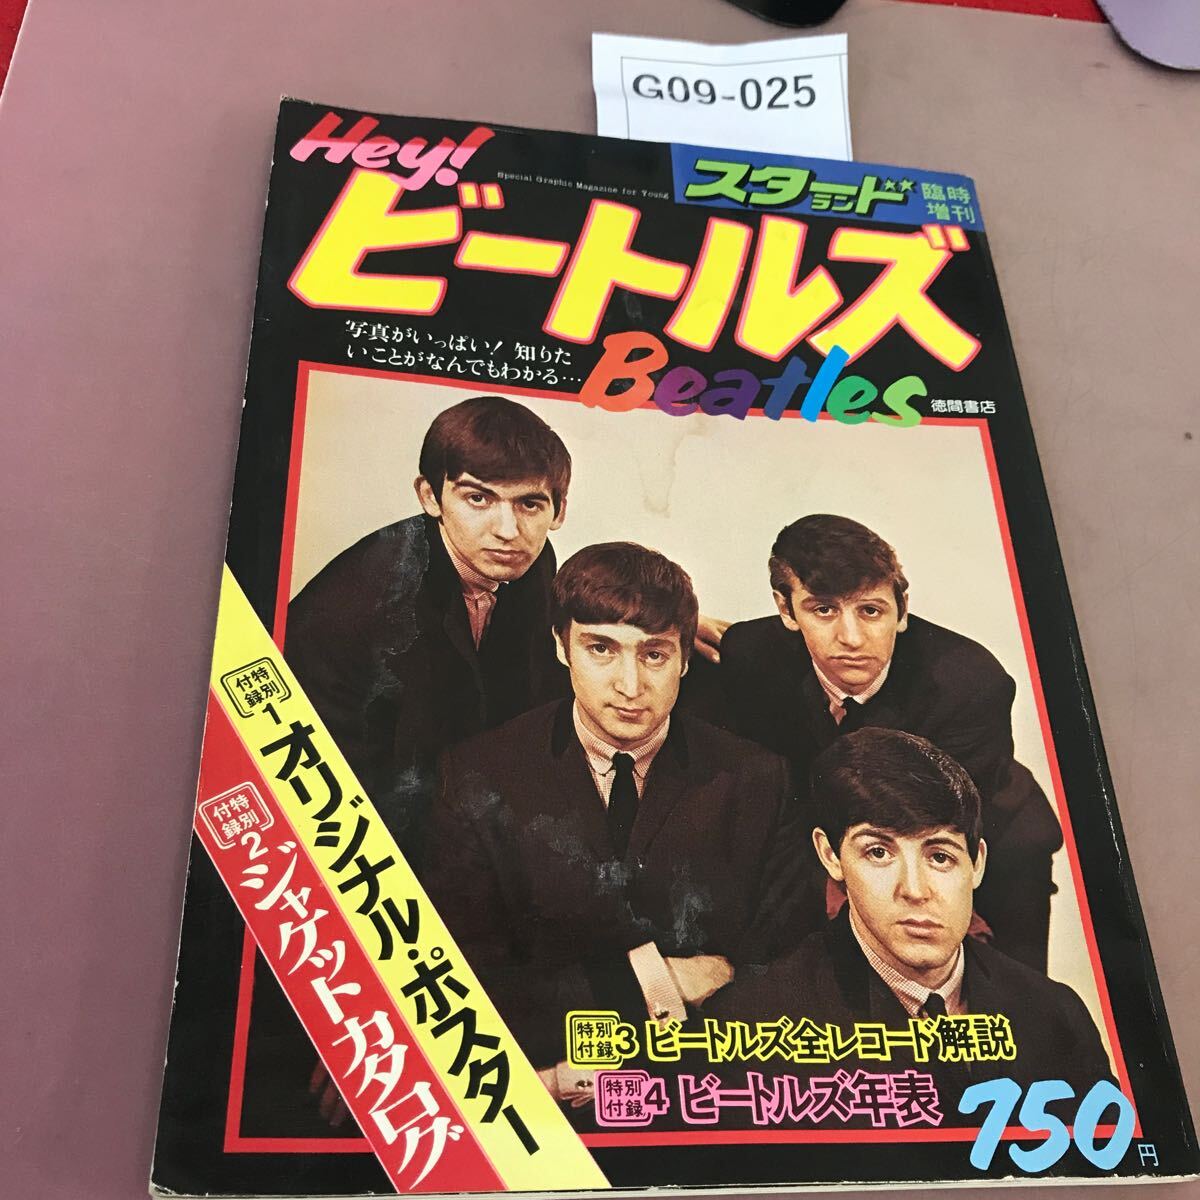 G09-025
Hey!
Special Graphic Magazine for Young
スターランド
臨時
増刊
ビートルズ
写真がいっぱい! 知りた
いことがなんでもわかる…
Beatles
徳間書店
特別付録1 オリジナル・ポスター
特別付録2 ジャケットカタログ
特別付録3 ビートルズ全レコード解説
特別付録4 ビートルズ年表
750円